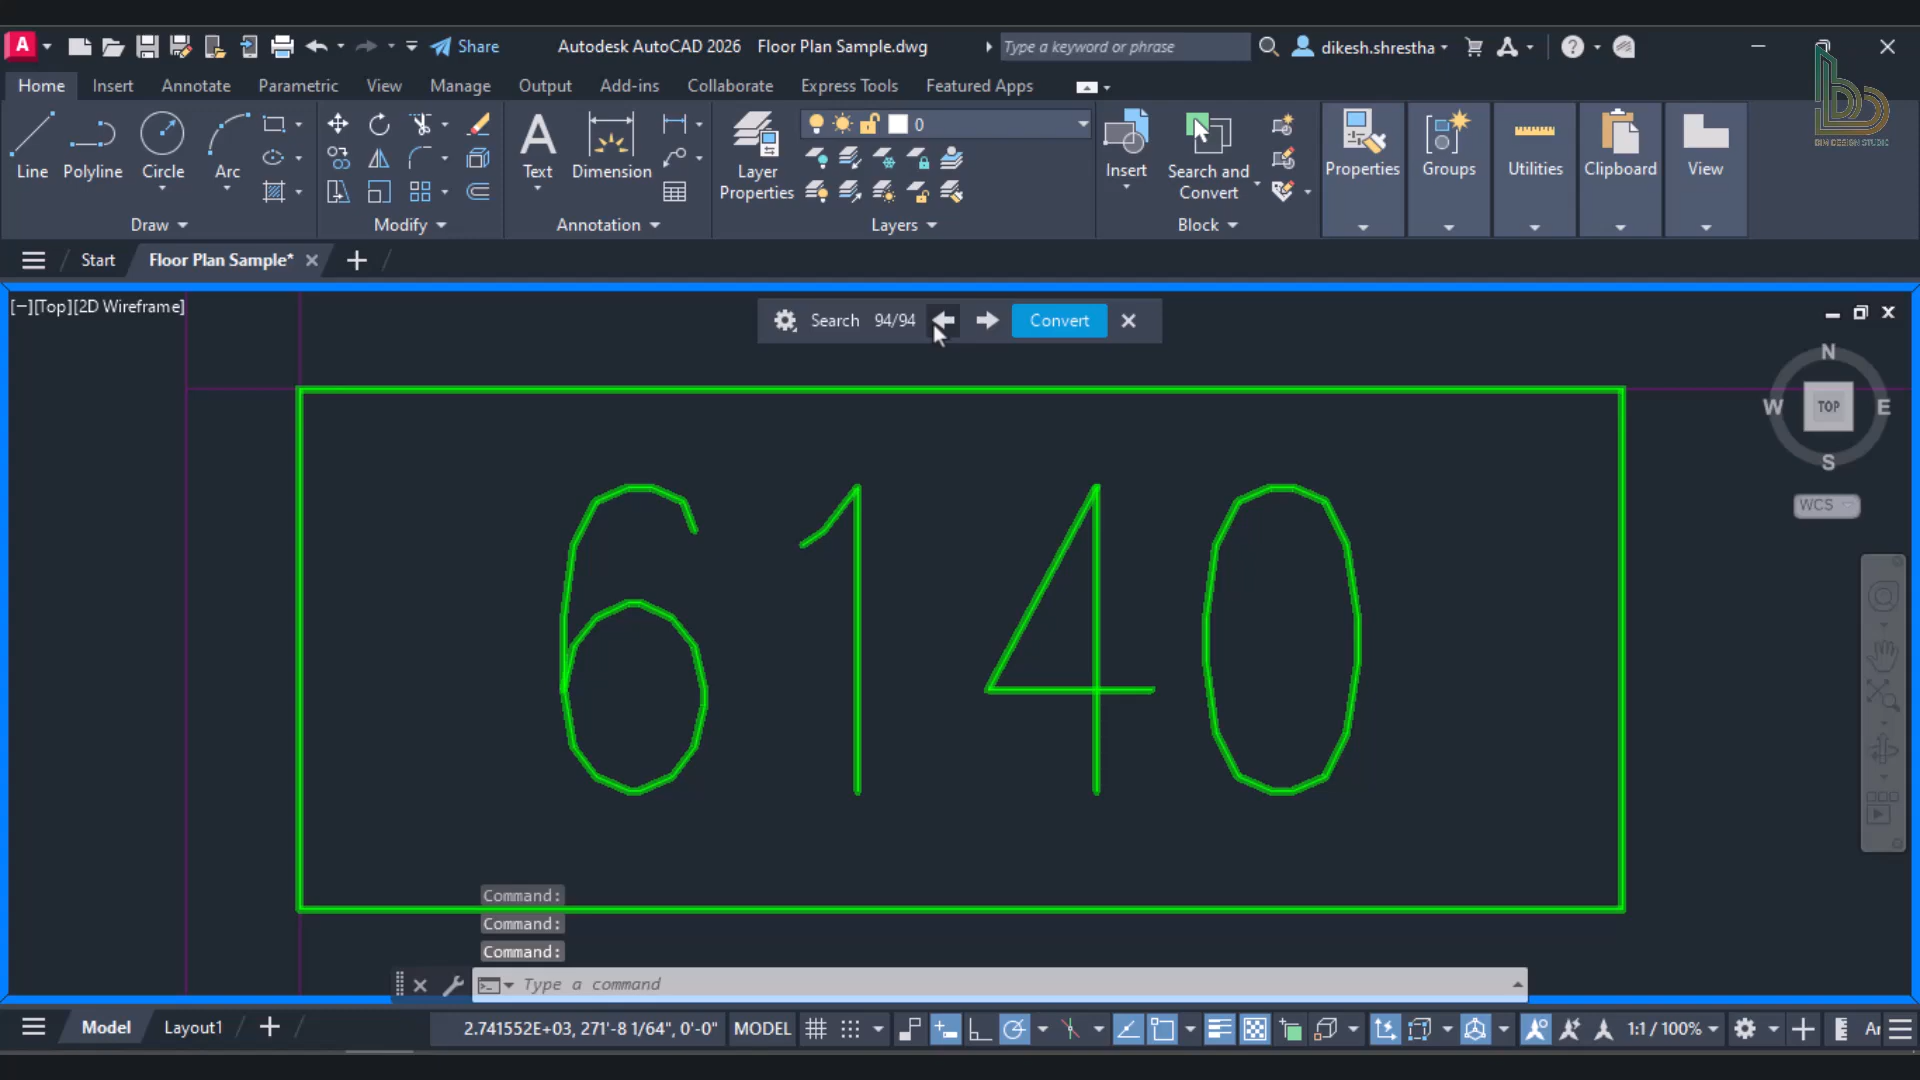 A Share Autodesk AutoCAD 2026 Floor Plan Sample.dwg Type a keyword or phrase dikesh.shrestha
Home Insert Annotate Parametric View Manage Output Add-ins Collaborate Express Tools Featured Apps
0
Line Polyline Circle Arc Text Dimension Layer Properties Insert Search and Convert Properties Groups Utilities Clipboard View
BIM DESIGN STUDIO
Draw Modify Annotation Layers Block
Start Floor Plan Sample*
[−][Top][2D Wireframe]
Search 94/94 Convert
N
W TOP E
S
WCS
6140
Command:
Command:
Command:
Type a command
Model Layout1 2.741552E+03, 271'-8 1/64", 0'-0" MODEL 1:1 / 100%